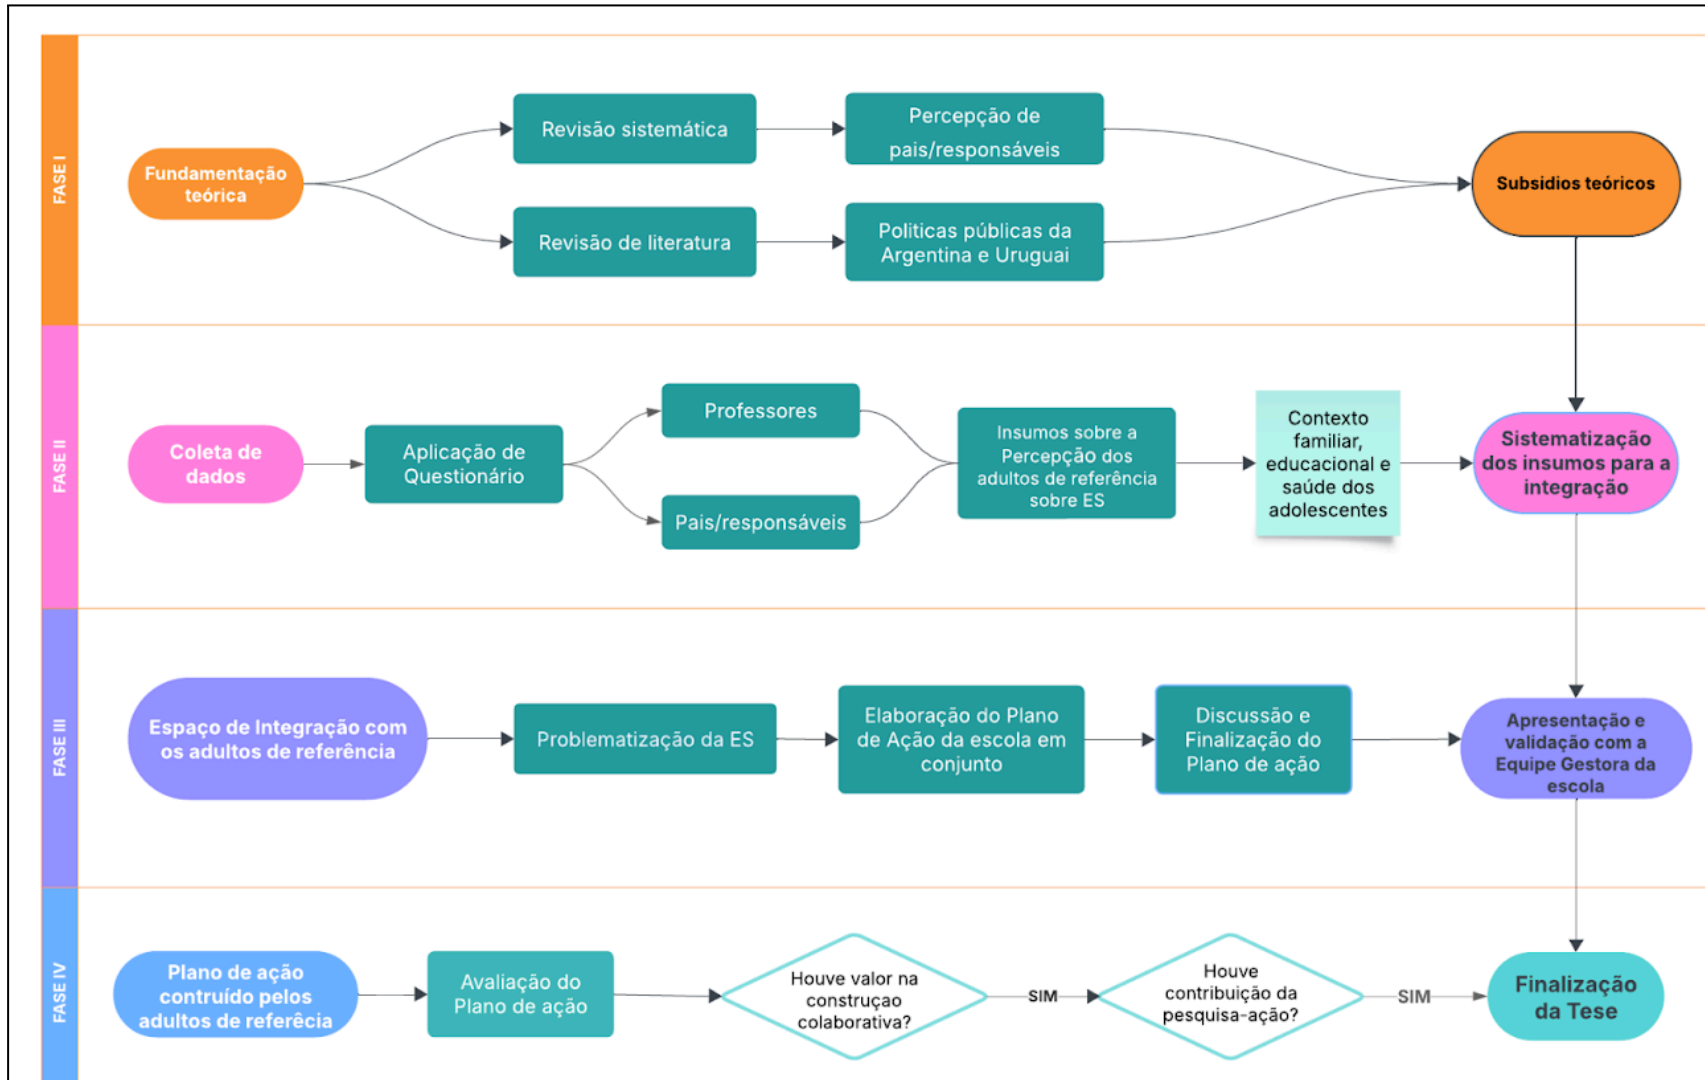 FASE I
Fundamentação
teórica
Revisão sistemática
Percepção de
pais/responsáveis
Revisão de literatura
Politicas públicas da
Argentina e Uruguai
Subsídios teóricos
FASE II
Coleta de
dados
Aplicação de
Questionário
Professores
Pais/responsáveis
Insumos sobre a
Percepção dos
adultos de referência
sobre ES
Contexto
familiar,
educacional e
saúde dos
adolescentes
Sistematização
dos insumos para a
integração
FASE III
Espaço de Integração com
os adultos de referência
Problematização da ES
Elaboração do Plano
de Ação da escola em
conjunto
Discussão e
Finalização do
Plano de ação
Apresentação e
validação com a
Equipe Gestora da
escola
FASE IV
Plano de ação
contruído pelos
adultos de referêcia
Avaliação do
Plano de ação
Houve valor na
construçao
colaborativa?
SIM
Houve
contribuição da
pesquisa-ação?
SIM
Finalização
da Tese